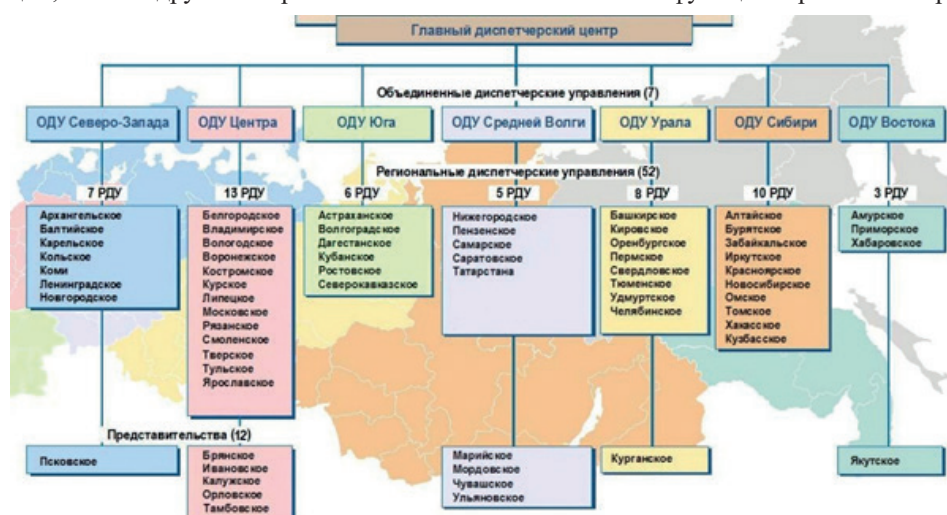 Главный диспетчерский центр
Объединенные диспетчерские управления (7)
ОДУ Северо-Запада
ОДУ Центра
ОДУ Юга
ОДУ Средней Волги
ОДУ Урала
ОДУ Сибири
ОДУ Востока
Региональные диспетчерские управления (52)
7 РДУ
13 РДУ
6 РДУ
5 РДУ
8 РДУ
10 РДУ
3 РДУ
Архангельское
Балтийское
Карельское
Кольское
Коми
Ленинградское
Новгородское
Белгородское
Владимирское
Вологодское
Воронежское
Костромское
Курское
Липецкое
Московское
Рязанское
Смоленское
Тверское
Тульское
Ярославское
Астраханское
Волгоградское
Дагестанское
Кубанское
Ростовское
Северокавказское
Нижегородское
Пензенское
Самарское
Саратовское
Татарстана
Башкирское
Кировское
Оренбургское
Пермское
Свердловское
Тюменское
Удмуртское
Челябинское
Алтайское
Бурятское
Забайкальское
Иркутское
Красноярское
Новосибирское
Омское
Томское
Хакасское
Кузбасское
Амурское
Приморское
Хабаровское
Представительства (12)
Псковское
Брянское
Ивановское
Калужское
Орловское
Тамбовское
Марийское
Мордовское
Чувашское
Ульяновское
Курганское
Якутское